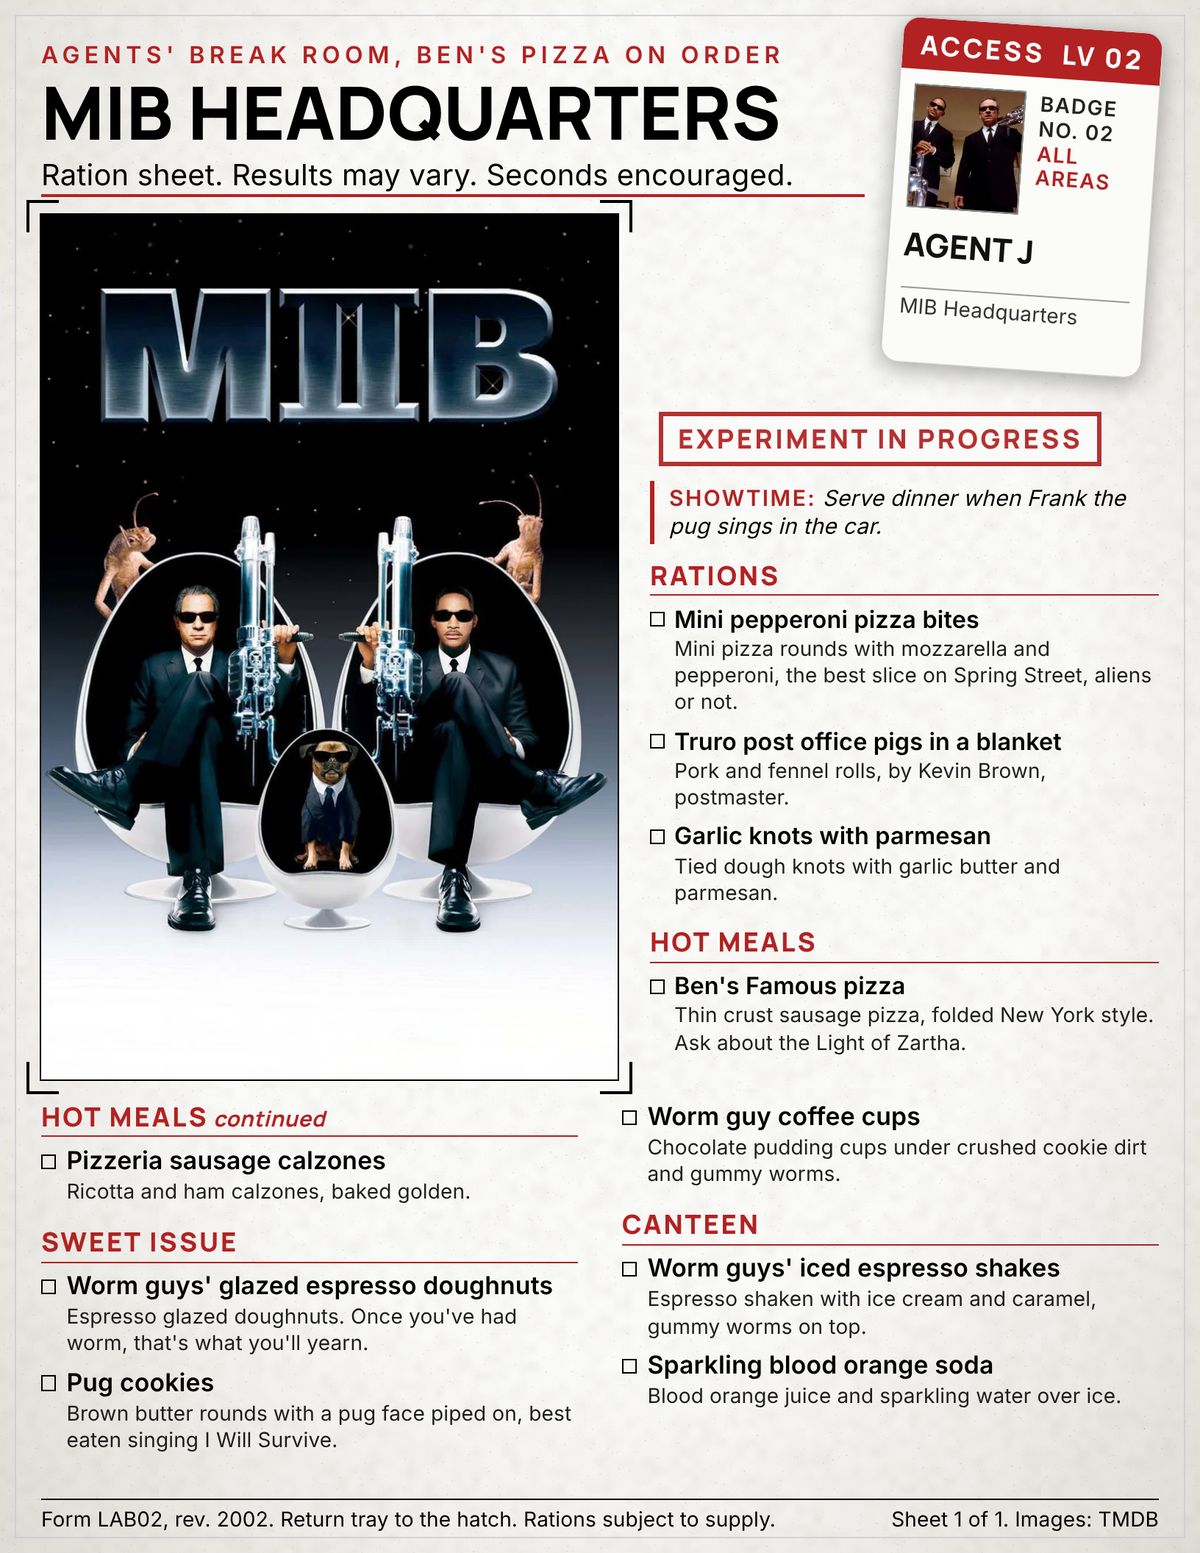 AGENTS' BREAK ROOM, BEN'S PIZZA ON ORDER
MIB HEADQUARTERS
Ration sheet. Results may vary. Seconds encouraged.
ACCESS LV 02
BADGE
NO. 02
ALL
AREAS
AGENT J
MIB Headquarters
MIIB
EXPERIMENT IN PROGRESS
SHOWTIME: Serve dinner when Frank the
pug sings in the car.
RATIONS
Mini pepperoni pizza bites
Mini pizza rounds with mozzarella and
pepperoni, the best slice on Spring Street, aliens
or not.
Truro post office pigs in a blanket
Pork and fennel rolls, by Kevin Brown,
postmaster.
Garlic knots with parmesan
Tied dough knots with garlic butter and
parmesan.
HOT MEALS
Ben's Famous pizza
Thin crust sausage pizza, folded New York style.
Ask about the Light of Zartha.
HOT MEALS continued
Pizzeria sausage calzones
Ricotta and ham calzones, baked golden.
SWEET ISSUE
Worm guys' glazed espresso doughnuts
Espresso glazed doughnuts. Once you've had
worm, that's what you'll yearn.
Pug cookies
Brown butter rounds with a pug face piped on, best
eaten singing I Will Survive.
Worm guy coffee cups
Chocolate pudding cups under crushed cookie dirt
and gummy worms.
CANTEEN
Worm guys' iced espresso shakes
Espresso shaken with ice cream and caramel,
gummy worms on top.
Sparkling blood orange soda
Blood orange juice and sparkling water over ice.
Form LAB02, rev. 2002. Return tray to the hatch. Rations subject to supply.
Sheet 1 of 1. Images: TMDB